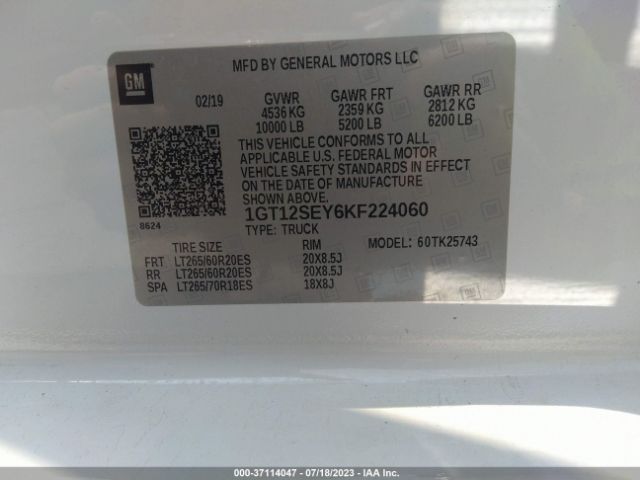 GM
MFD BY GENERAL MOTORS LLC
02/19 GVWR GAWR FRT GAWR RR
4536 KG 2359 KG 2812 KG
10000 LB 5200 LB 6200 LB
THIS VEHICLE CONFORMS TO ALL
APPLICABLE U.S. FEDERAL MOTOR
VEHICLE SAFETY STANDARDS IN EFFECT
ON THE DATE OF MANUFACTURE
SHOWN ABOVE.
1GT12SEY6KF224060
8624
TYPE: TRUCK
TIRE SIZE RIM MODEL: 60TK25743
FRT LT265/60R20ES 20X8.5J
RR LT265/60R20ES 20X8.5J
SPA LT265/70R18ES 18X8J
000-37114047 - 07/18/2023 - IAA Inc.